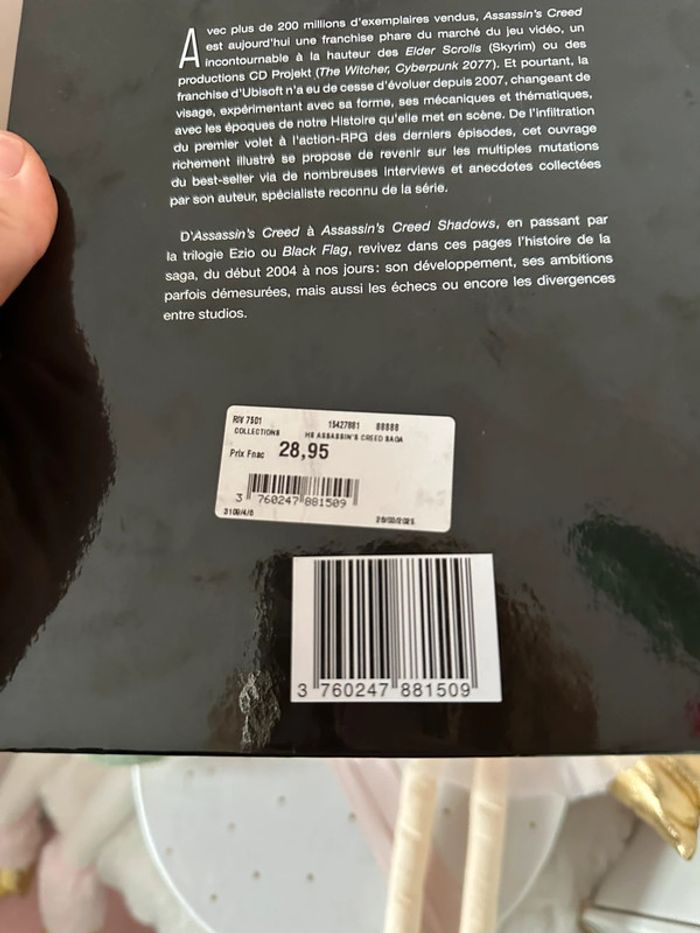 Avec plus de 200 millions d'exemplaires vendus, Assassin's Creed
est aujourd'hui une franchise phare du marché du jeu vidéo, un
incontournable à la hauteur des Elder Scrolls (Skyrim) ou des
productions CD Projekt (The Witcher, Cyberpunk 2077). Et pourtant, la
franchise d'Ubisoft n'a eu de cesse d'évoluer depuis 2007, changeant de
visage, expérimentant avec sa forme, ses mécaniques et thématiques,
avec les époques de notre Histoire qu'elle met en scène. De l'infiltration
du premier volet à l'action-RPG des derniers épisodes, cet ouvrage
richement illustré se propose de revenir sur les multiples mutations
du best-seller via de nombreuses interviews et anecdotes collectées
par son auteur, spécialiste reconnu de la série.
D'Assassin's Creed à Assassin's Creed Shadows, en passant par
la trilogie Ezio ou Black Flag, revivez dans ces pages l'histoire de la
saga, du début 2004 à nos jours : son développement, ses ambitions
parfois démesurées, mais aussi les échecs ou encore les divergences
entre studios.
RIV 7501 15427881 88888
COLLECTIONS HS ASSASSIN'S CREED SAGA
Prix Fnac 28,95
3 760247 881509
3109/4/6
3 760247 881509